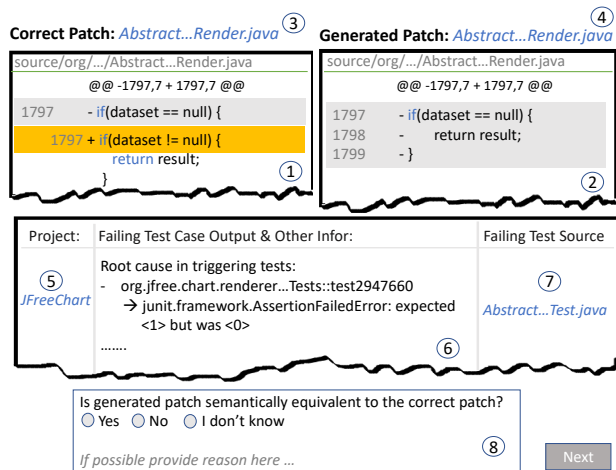 Correct Patch: Abstract...Render.java ③
source/org/.../Abstract...Render.java
@@ -1797,7 + 1797,7 @@
1797 - if(dataset == null) {
1797 + if(dataset != null) {
return result;
}
①
Generated Patch: Abstract...Render.java ④
source/org/.../Abstract...Render.java
@@ -1797,7 + 1797,7 @@
1797 - if(dataset == null) {
1798 - return result;
1799 - }
②
Project:
⑤
JFreeChart
Failing Test Case Output & Other Infor:
Root cause in triggering tests:
- org.jfree.chart.renderer...Tests::test2947660
→ junit.framework.AssertionFailedError: expected
<1> but was <0>
.......
⑥
Failing Test Source
⑦
Abstract...Test.java
Is generated patch semantically equivalent to the correct patch?
Yes No I don't know
⑧
If possible provide reason here ...
Next